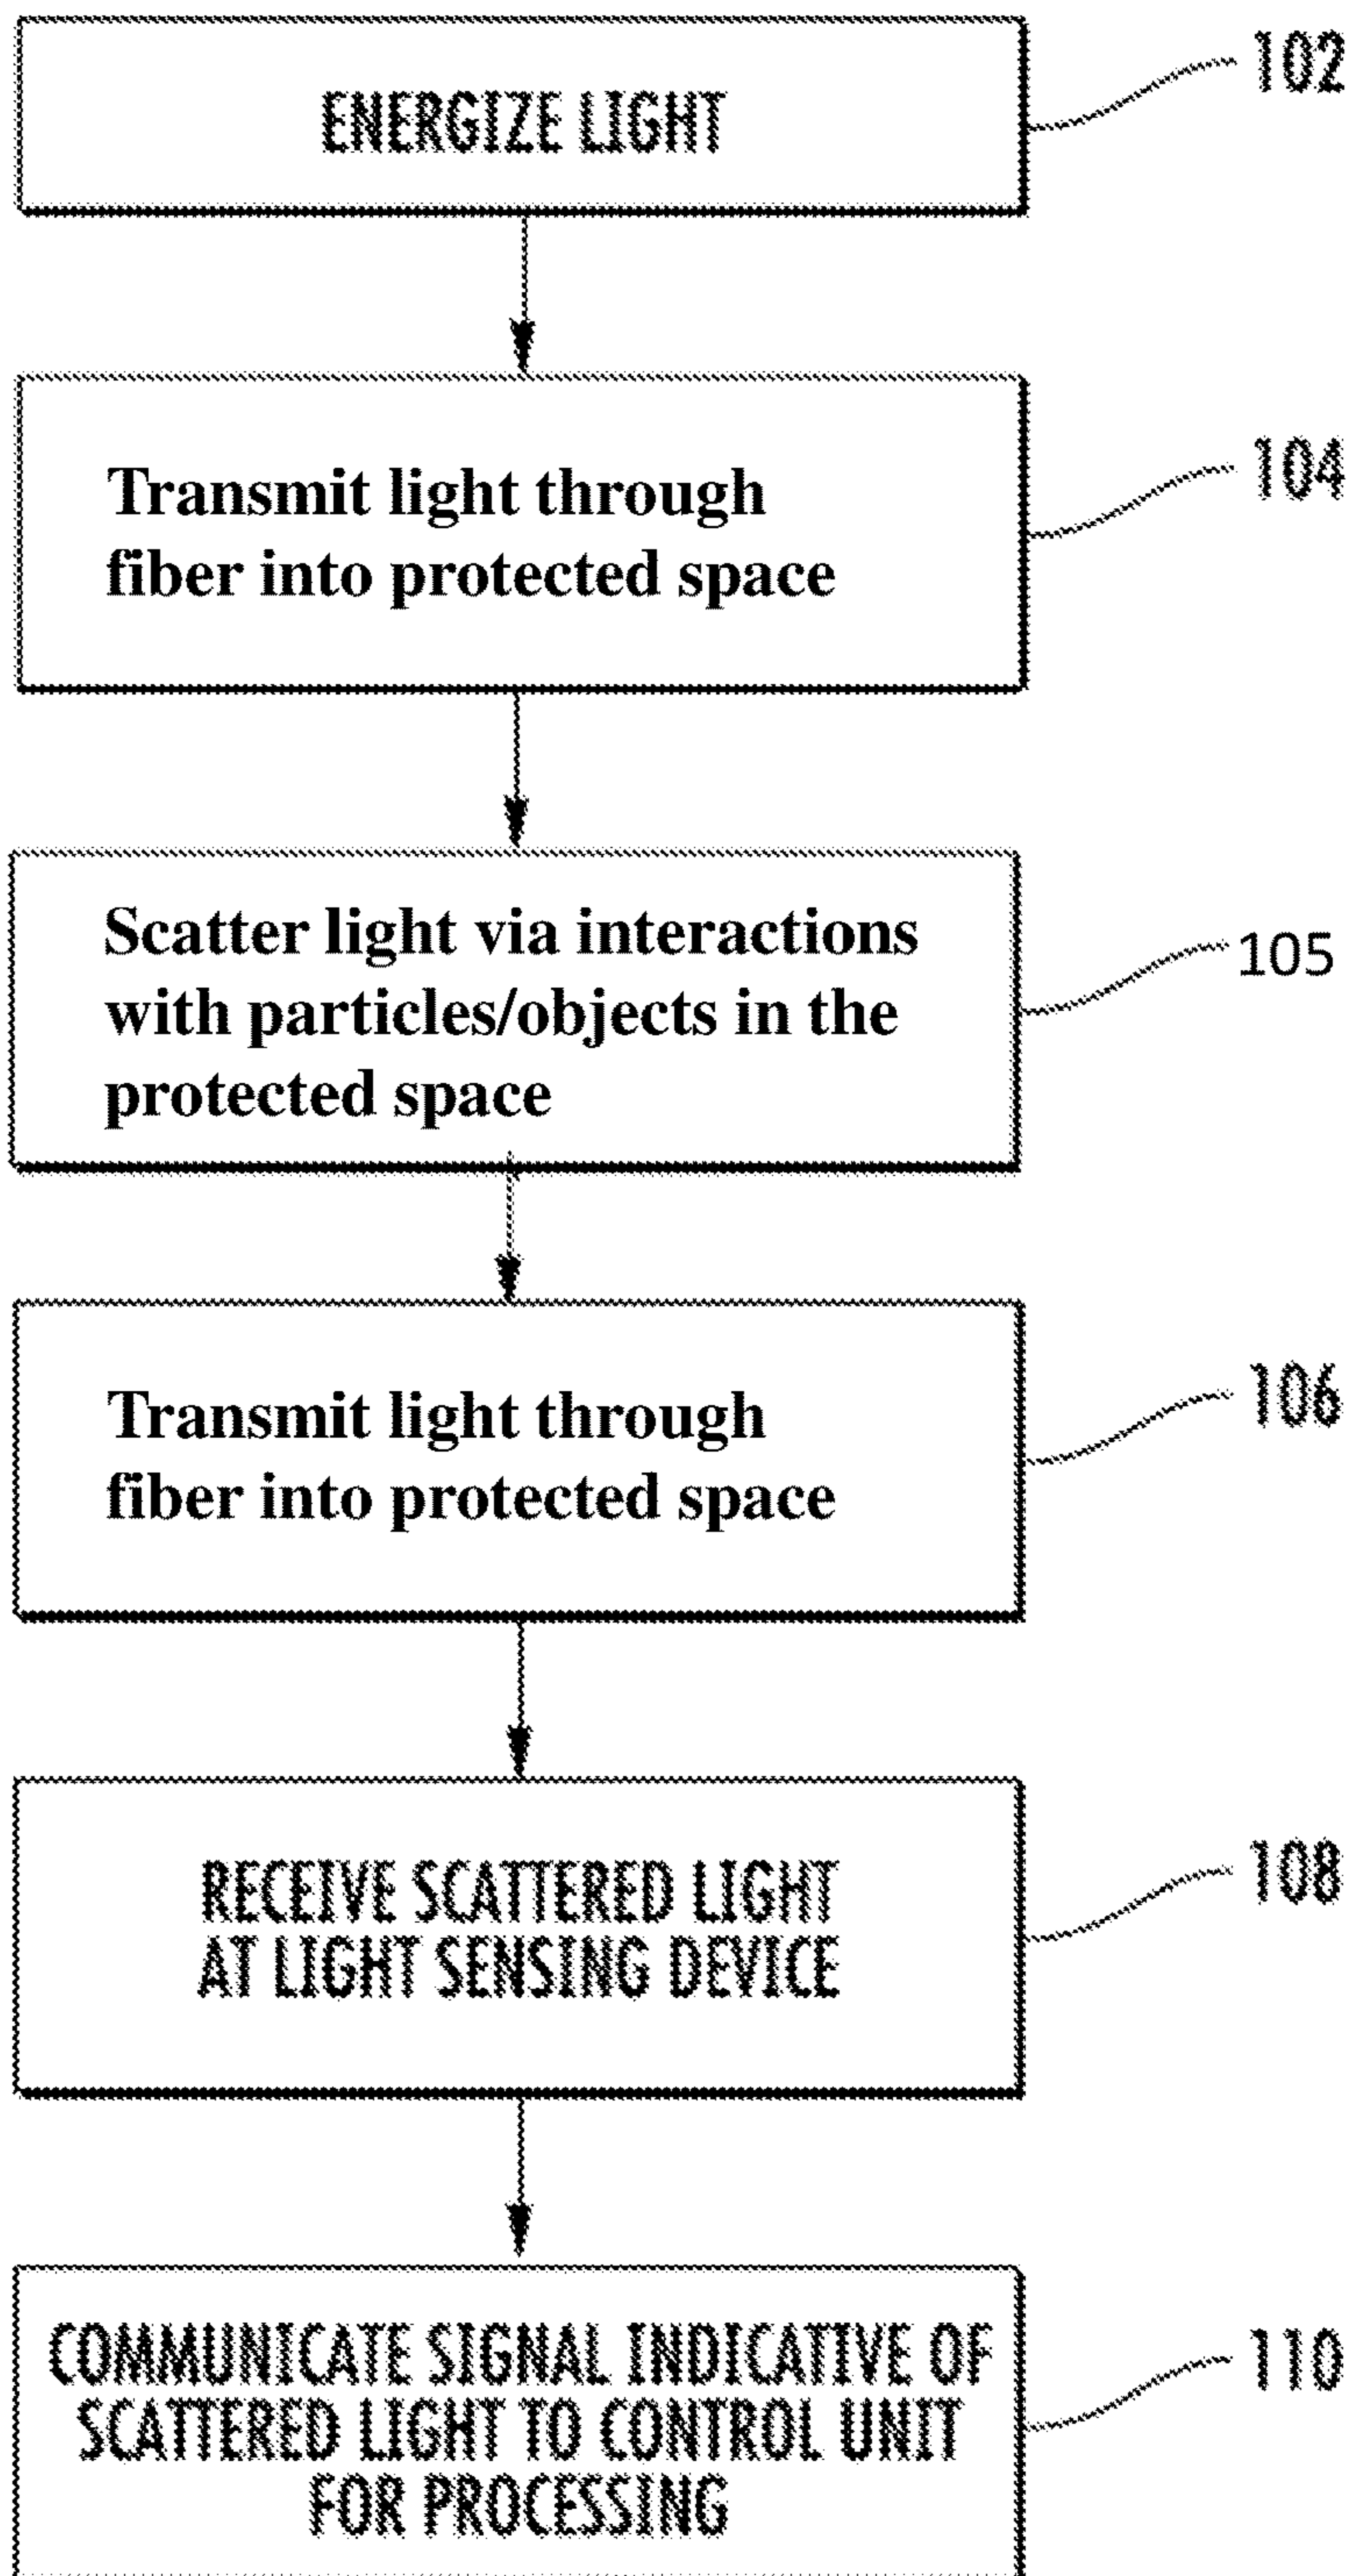 ENERGIZE LIGHT
102
Transmit light through
fiber into protected space
104
Scatter light via interactions
with particles/objects in the
protected space
105
Transmit light through
fiber into protected space
106
RECEIVE SCATTERED LIGHT
AT LIGHT SENSING DEVICE
108
COMMUNICATE SIGNAL INDICATIVE OF
SCATTERED LIGHT TO CONTROL UNIT
FOR PROCESSING
110